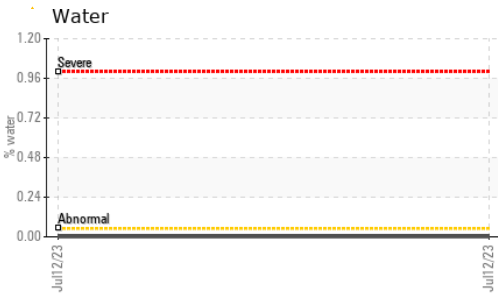 Water
1.20
Severe
0.96
0.72
% water
0.48
0.24
Abnormal
0.00
Jul12/23
Jul12/23